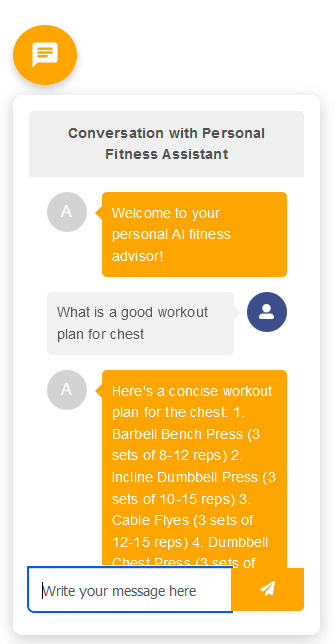 Conversation with Personal
Fitness Assistant
A
Welcome to your
personal AI fitness
advisor!
What is a good workout
plan for chest
A
Here's a concise workout
plan for the chest: 1.
Barbell Bench Press (3
sets of 8-12 reps) 2.
Incline Dumbbell Press (3
sets of 10-15 reps) 3.
Cable Flyes (3 sets of
12-15 reps) 4. Dumbbell
Chest Press (3 sets of
Write your message here